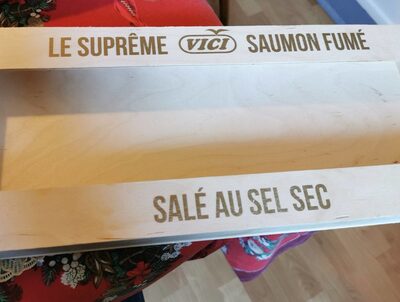 LE SUPRÊME VICI SAUMON FUMÉ
SALÉ AU SEL SEC